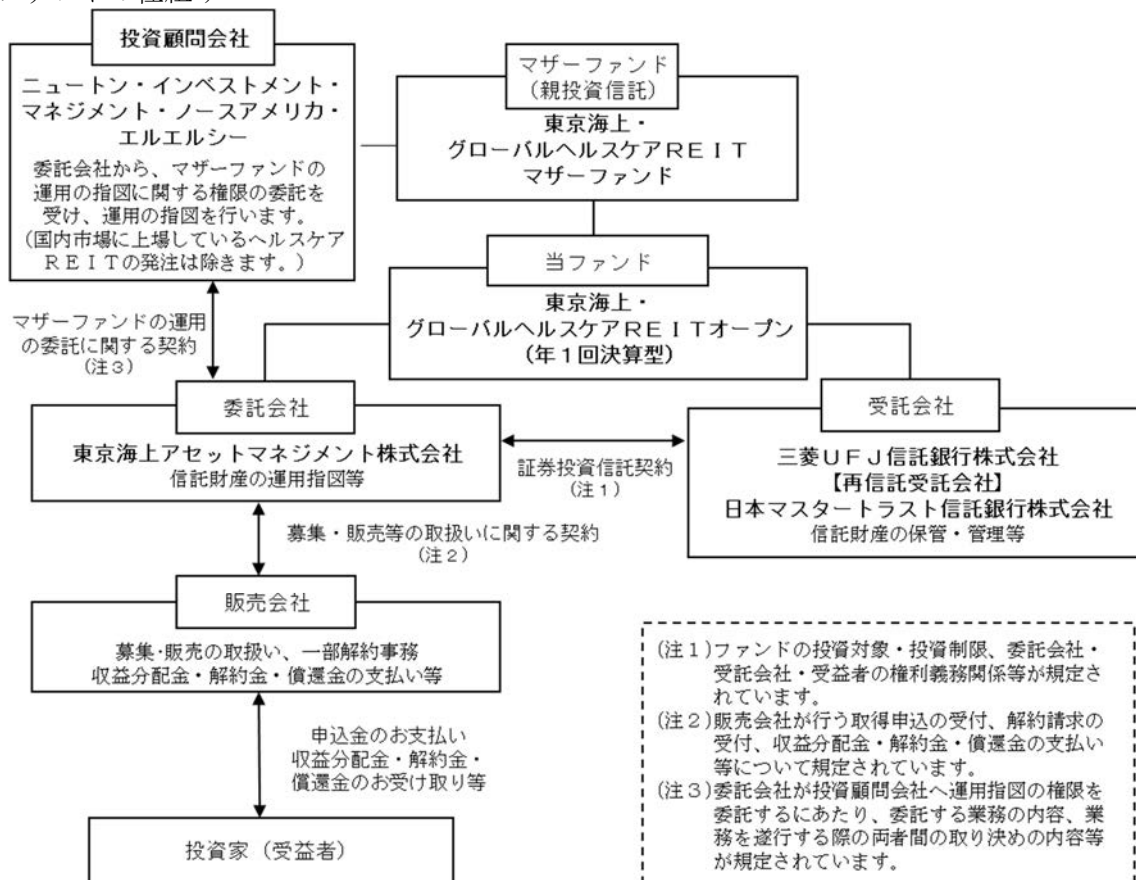 投資顧問会社
ニュートン・インベストメント・
マネジメント・ノースアメリカ・
エルエルシー
委託会社から、マザーファンドの
運用の指図に関する権限の委託を
受け、運用の指図を行います。
(国内市場に上場しているヘルスケア
ＲＥＩＴの発注は除きます。)
マザーファンド
(親投資信託)
東京海上・
グローバルヘルスケアＲＥＩＴ
マザーファンド
当ファンド
東京海上・
グローバルヘルスケアＲＥＩＴオープン
(年１回決算型)
マザーファンドの運用
の委託に関する契約
(注３)
委託会社
東京海上アセットマネジメント株式会社
信託財産の運用指図等
証券投資信託契約
(注１)
受託会社
三菱ＵＦＪ信託銀行株式会社
【再信託受託会社】
日本マスタートラスト信託銀行株式会社
信託財産の保管・管理等
募集・販売等の取扱いに関する契約
(注２)
販売会社
募集・販売の取扱い、一部解約事務
収益分配金・解約金・償還金の支払い等
申込金のお支払い
収益分配金・解約金・
償還金のお受け取り等
投資家（受益者）
(注１)ファンドの投資対象・投資制限、委託会社・
受託会社・受益者の権利義務関係等が規定さ
れています。
(注２)販売会社が行う取得申込の受付、解約請求の
受付、収益分配金・解約金・償還金の支払い
等について規定されています。
(注３)委託会社が投資顧問会社へ運用指図の権限を
委託するにあたり、委託する業務の内容、業
務を遂行する際の両者間の取り決めの内容等
が規定されています。